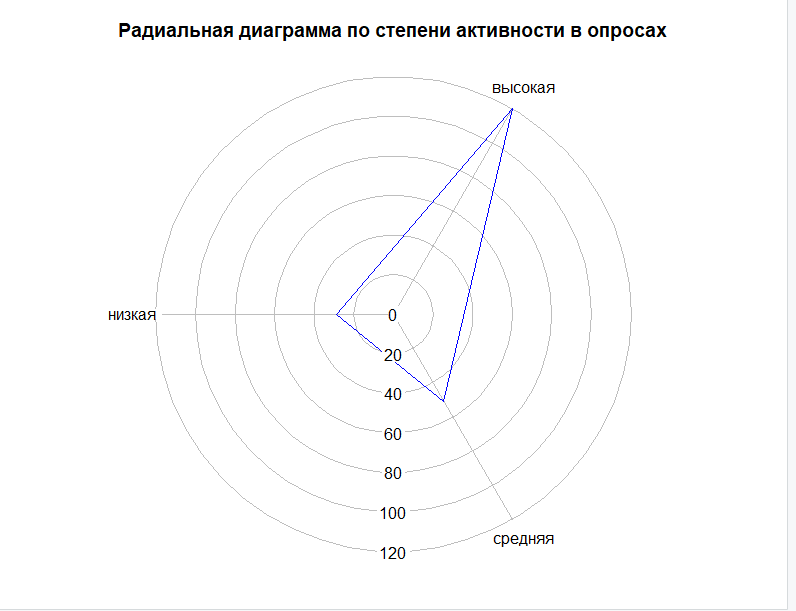 Радиальная диаграмма по степени активности в опросах
высокая
низкая
0
20
40
60
80
100
120
средняя